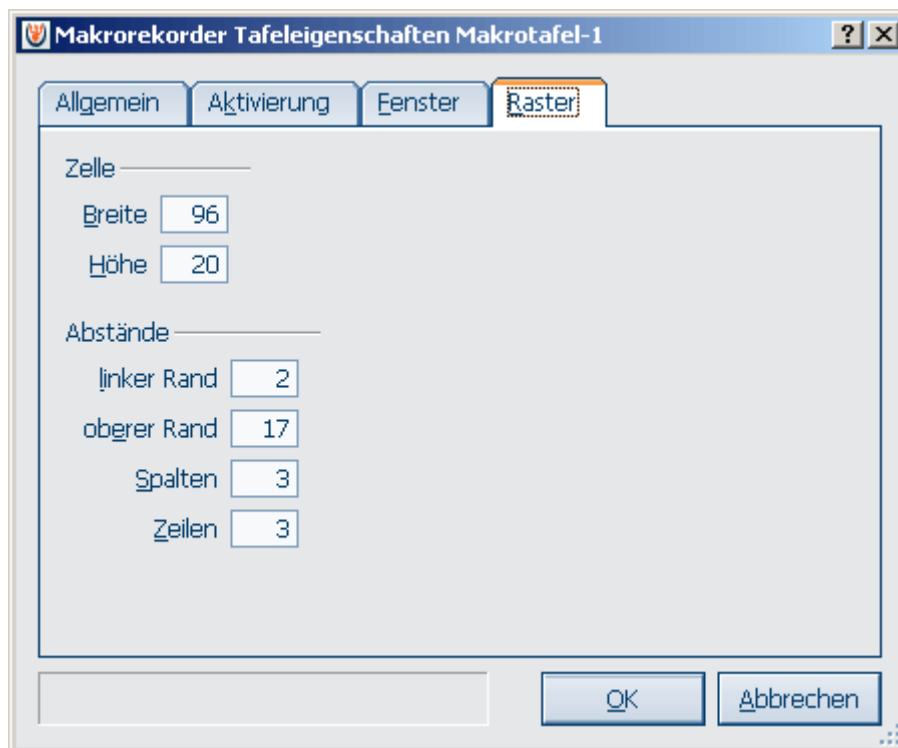 Makrorekorder Tafeleigenschaften Makrotafel-1 ? X
Allgemein Aktivierung Fenster Raster
Zelle
Breite 96
Höhe 20
Abstände
linker Rand 2
oberer Rand 17
Spalten 3
Zeilen 3
OK Abbrechen